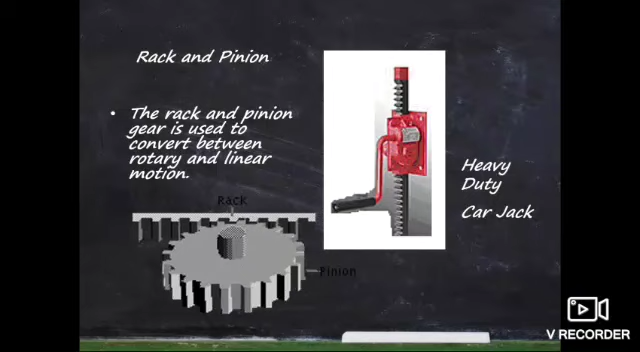 Rack and Pinion
• The rack and pinion
gear is used to
convert between
rotary and linear
motion.
Rack
Pinion
Heavy
Duty
Car Jack
V RECORDER